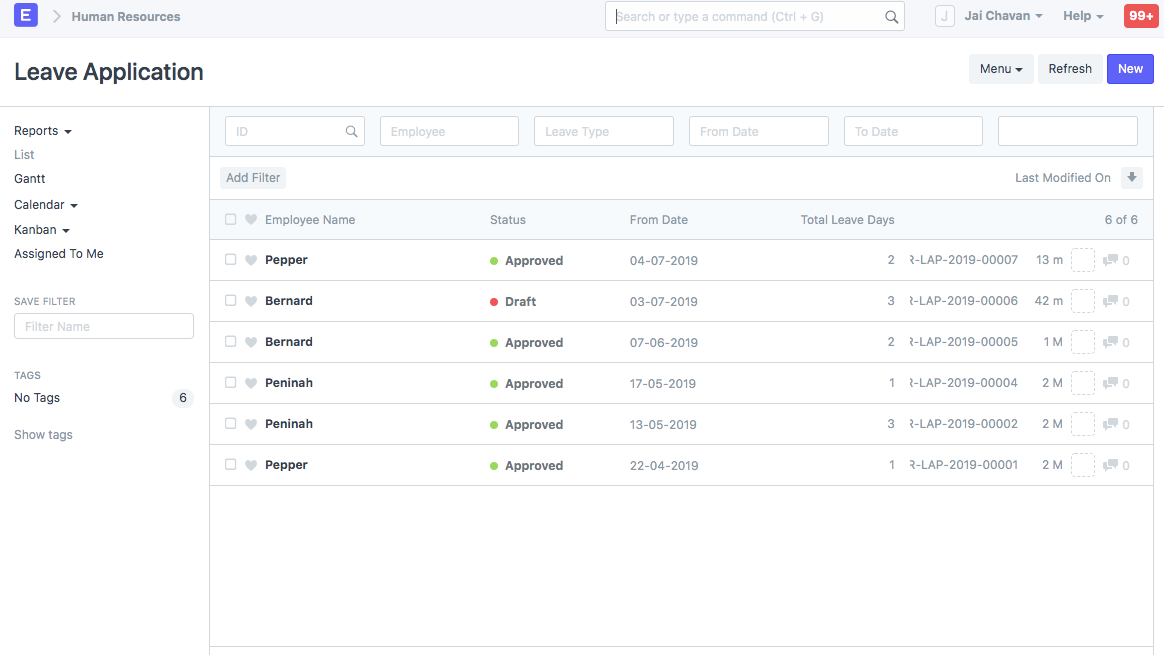 E Human Resources Search or type a command (Ctrl + G) J Jai Chavan Help 99+
Leave Application Menu Refresh New
Reports
List
Gantt
Calendar
Kanban
Assigned To Me
SAVE FILTER
Filter Name
TAGS
No Tags 6
Show tags
ID Employee Leave Type From Date To Date
Add Filter Last Modified On
Employee Name Status From Date Total Leave Days 6 of 6
Pepper Approved 04-07-2019 2 R-LAP-2019-00007 13 m 0
Bernard Draft 03-07-2019 3 R-LAP-2019-00006 42 m 0
Bernard Approved 07-06-2019 2 R-LAP-2019-00005 1 M 0
Peninah Approved 17-05-2019 1 R-LAP-2019-00004 2 M 0
Peninah Approved 13-05-2019 3 R-LAP-2019-00002 2 M 0
Pepper Approved 22-04-2019 1 R-LAP-2019-00001 2 M 0